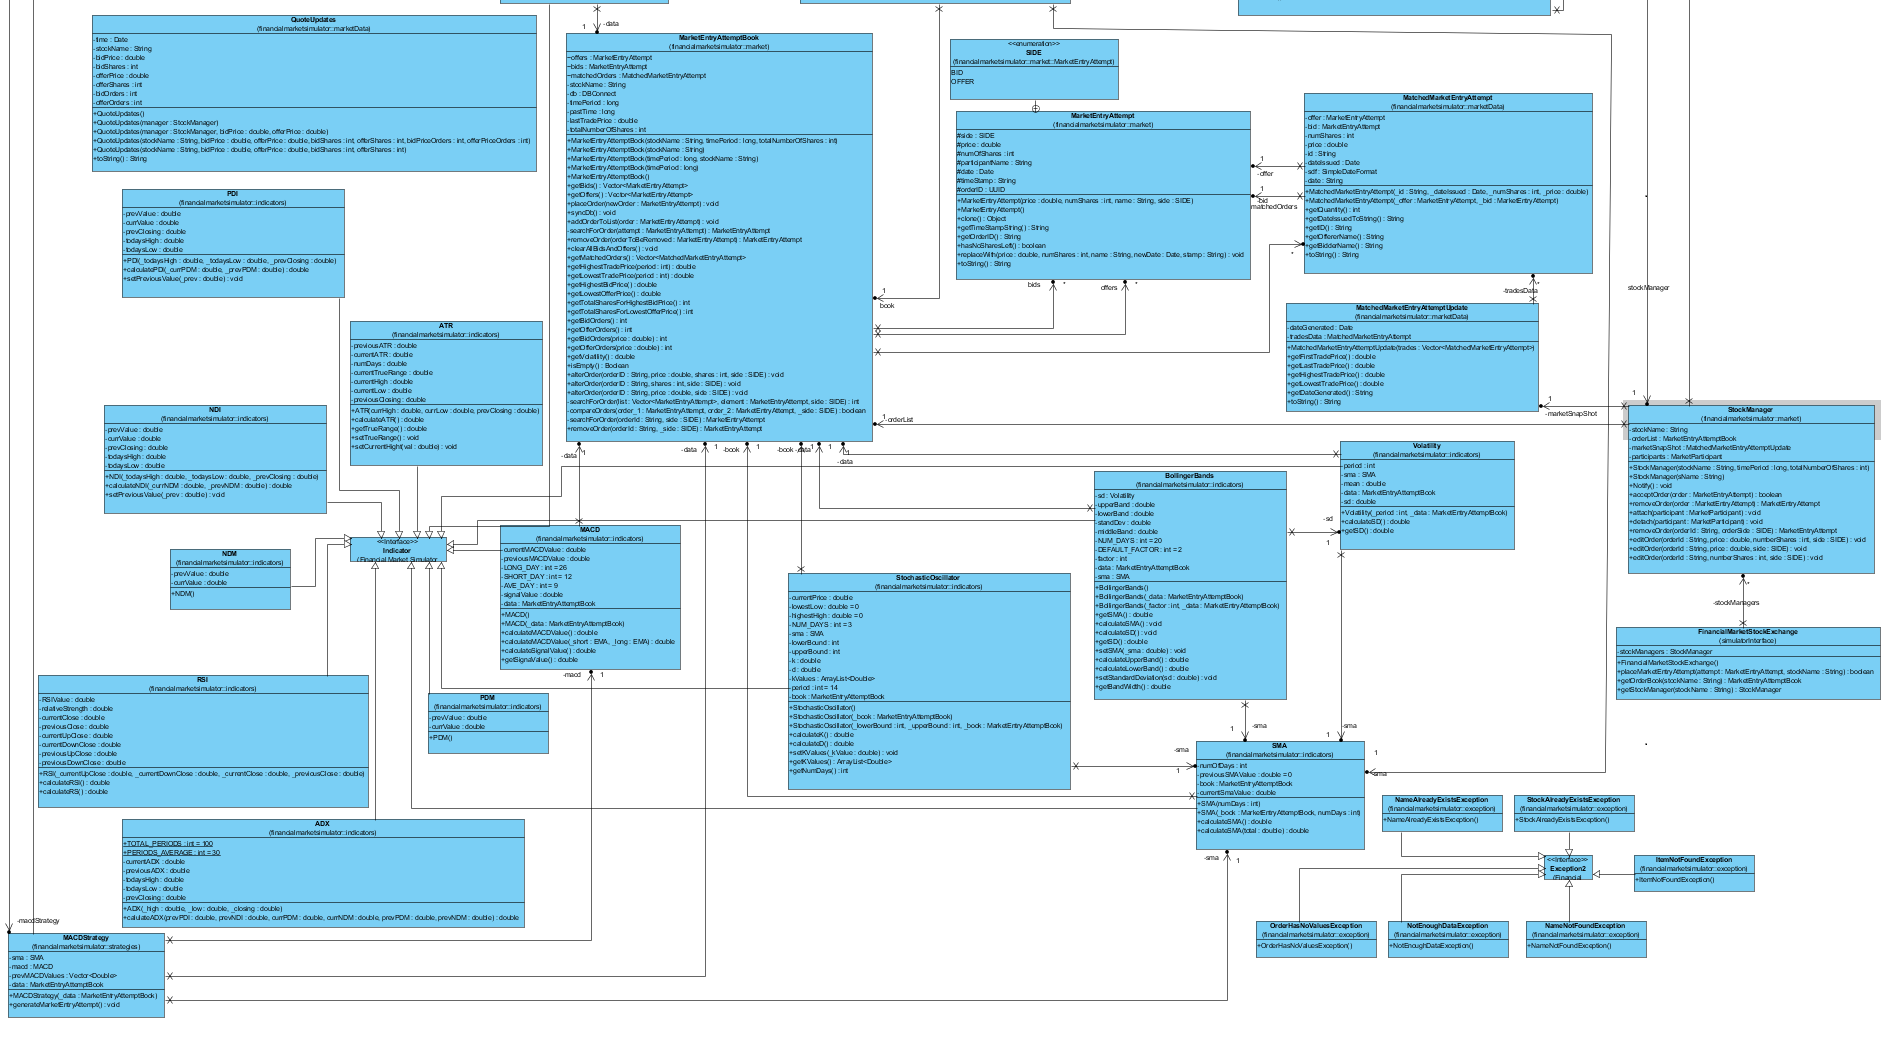 QuoteUpdates
(financialmarketsimulator::marketData)
-time : Date
-stockName : String
-bidPrice : double
-bidShares : int
-offerPrice : double
-offerShares : int
-bidOrders : int
-offerOrders : int
+QuoteUpdates()
+QuoteUpdates(manager : StockManager)
+QuoteUpdates(manager : StockManager, bidPrice : double, offerPrice : double)
+QuoteUpdates(stockName : String, bidPrice : double, offerPrice : double, bidShares : int, offerShares : int, bidPriceOrders : int, offerPriceOrders : int)
+QuoteUpdates(stockName : String, bidPrice : double, offerPrice : double, bidShares : int, offerShares : int)
+toString() : String
PDI
(financialmarketsimulator::indicators)
-prevValue : double
-currValue : double
-prevClosing : double
-todaysHigh : double
-todaysLow : double
+PDI(_todaysHigh : double, _todaysLow : double, _prevClosing : double)
+calculatePDI(_currPDM : double, _prevPDM : double) : double
+setPreviousValue(_prev : double) : void
ATR
(financialmarketsimulator::indicators)
-previousATR : double
-currentATR : double
-numDays : double
-currentTrueRange : double
-currentHigh : double
-currentLow : double
-previousClosing : double
+ATR(currHigh : double, currLow : double, prevClosing : double)
+calculateATR() : double
+getTrueRange() : double
+setTrueRange() : void
+setCurrentHight(val : double) : void
NDI
(financialmarketsimulator::indicators)
-prevValue : double
-currValue : double
-prevClosing : double
-todaysHigh : double
-todaysLow : double
+NDI(_todaysHigh : double, _todaysLow : double, _prevClosing : double)
+calculateNDI(_currNDM : double, _prevNDM : double) : double
+setPreviousValue(_prev : double) : void
NDM
(financialmarketsimulator::indicators)
-prevValue : double
-currValue : double
+NDM()
<<Interface>>
Indicator
(Financial Market Simulator
RSI
(financialmarketsimulator::indicators)
-RSIValue : double
-relativeStrength : double
-currentClose : double
-previousClose : double
-currentUpClose : double
-currentDownClose : double
-previousUpClose : double
-previousDownClose : double
+RSI(_currentUpClose : double, _currentDownClose : double, _currentClose : double, _previousClose : double)
+calculateRSI() : double
+calculateRS() : double
ADX
(financialmarketsimulator::indicators)
+TOTAL_PERIODS : int = 100
+PERIODS_AVERAGE : int = 30
-currentADX : double
-previousADX : double
-todaysHigh : double
-todaysLow : double
-prevClosing : double
+ADX(_high : double, _low : double, _closing : double)
+calulateADX(prevPDI : double, prevNDI : double, currPDM : double, currNDM : double, prevPDM : double, prevNDM : double) : double
-macdStrategy
MACDStrategy
(financialmarketsimulator::strategies)
-sma : SMA
-macd : MACD
-prevMACDValues : Vector<Double>
-data : MarketEntryAttemptBook
+MACDStrategy(_data : MarketEntryAttemptBook)
+generateMarketEntryAttempt() : void
1
-data
MarketEntryAttemptBook
(financialmarketsimulator::market)
~offers : MarketEntryAttempt
~bids : MarketEntryAttempt
~matchedOrders : MatchedMarketEntryAttempt
-stockName : String
-db : DBConnect
-timePeriod : long
-pastTime : long
-lastTradePrice : double
-totalNumberOfShares : int
+MarketEntryAttemptBook(stockName : String, timePeriod : long, totalNumberOfShares : int)
+MarketEntryAttemptBook(stockName : String)
+MarketEntryAttemptBook(timePeriod : long, stockName : String)
+MarketEntryAttemptBook(timePeriod : long)
+MarketEntryAttemptBook()
+getBids() : Vector<MarketEntryAttempt>
+getOffers() : Vector<MarketEntryAttempt>
+placeOrder(newOrder : MarketEntryAttempt) : void
+syncDb() : void
+addOrderToList(order : MarketEntryAttempt) : void
-searchForOrder(attempt : MarketEntryAttempt) : MarketEntryAttempt
+removeOrder(orderToBeRemoved : MarketEntryAttempt) : MarketEntryAttempt
+clearAllBidsAndOffers() : void
+getMatchedOrders() : Vector<MatchedMarketEntryAttempt>
+getHighestTradePrice(period : int) : double
+getLowestTradePrice(period : int) : double
+getHighestBidPrice() : double
+getLowestOfferPrice() : double
+getTotalSharesForHighestBidPrice() : int
+getTotalSharesForLowestOfferPrice() : int
+getBidOrders() : int
+getOfferOrders() : int
+getBidOrders(price : double) : int
+getOfferOrders(price : double) : int
+getVolatility() : double
+isEmpty() : Boolean
+alterOrder(orderID : String, price : double, shares : int, side : SIDE) : void
+alterOrder(orderID : String, shares : int, side : SIDE) : void
+alterOrder(orderID : String, price : double, side : SIDE) : void
-searchForOrder(list : Vector<MarketEntryAttempt>, element : MarketEntryAttempt, side : SIDE) : int
-compareOrders(order_1 : MarketEntryAttempt, order_2 : MarketEntryAttempt, _side : SIDE) : boolean
-searchForOrder(orderId : String, side : SIDE) : MarketEntryAttempt
+removeOrder(orderId : String, _side : SIDE) : MarketEntryAttempt
<<enumeration>>
SIDE
(financialmarketsimulator::market::MarketEntryAttempt)
BID
OFFER
MarketEntryAttempt
(financialmarketsimulator::market)
#side : SIDE
#price : double
#numOfShares : int
#participantName : String
#date : Date
#timeStamp : String
#orderID : UUID
+MarketEntryAttempt(price : double, numShares : int, name : String, side : SIDE)
+MarketEntryAttempt()
+clone() : Object
+getTimeStampString() : String
+getOrderID() : String
+hasNoSharesLeft() : boolean
+replaceWith(price : double, numShares : int, name : String, newDate : Date, stamp : String) : void
+toString() : String
1
-offer
1
-bid
matchedOrders
*
MatchedMarketEntryAttempt
(financialmarketsimulator::marketData)
-offer : MarketEntryAttempt
-bid : MarketEntryAttempt
-numShares : int
-price : double
-id : String
-dateIssued : Date
-sdf : SimpleDateFormat
-date : String
+MatchedMarketEntryAttempt(_id : String, _dateIssued : Date, _numShares : int, _price : double)
+MatchedMarketEntryAttempt(_offer : MarketEntryAttempt, _bid : MarketEntryAttempt)
+getQuantity() : int
+getDateIssuedToString() : String
+getID() : String
+getOffererName() : String
+getBidderName() : String
+toString() : String
bids
*
offers
*
1
book
-tradesData
*
MatchedMarketEntryAttemptUpdate
(financialmarketsimulator::marketData)
-dateGenerated : Date
-tradesData : MatchedMarketEntryAttempt
+MatchedMarketEntryAttemptUpdate(trades : Vector<MatchedMarketEntryAttempt>)
+getFirstTradePrice() : double
+getLastTradePrice() : double
+getHighestTradePrice() : double
+getLowestTradePrice() : double
+getDateGenerated() : String
+toString() : String
stockManager
1
1
-marketSnapShot
1
-orderList
StockManager
(financialmarketsimulator::market)
-stockName : String
-orderList : MarketEntryAttemptBook
-marketSnapShot : MatchedMarketEntryAttemptUpdate
-participants : MarketParticipant
+StockManager(stockName : String, timePeriod : long, totalNumberOfShares : int)
+StockManager(sName : String)
+Notify() : void
+acceptOrder(order : MarketEntryAttempt) : boolean
+removeOrder(order : MarketEntryAttempt) : MarketEntryAttempt
+attach(participant : MarketParticipant) : void
+detach(participant : MarketParticipant) : void
+removeOrder(orderId : String, orderSide : SIDE) : MarketEntryAttempt
+editOrder(orderId : String, price : double, numberShares : int, side : SIDE) : void
+editOrder(orderId : String, price : double, side : SIDE) : void
+editOrder(orderId : String, numberShares : int, side : SIDE) : void
*
-stockManagers
FinancialMarketStockExchange
(simulatorInterface)
-stockManagers : StockManager
+FinancialMarketStockExchange()
+placeMarketEntryAttempt(attempt : MarketEntryAttempt, stockName : String) : boolean
+getOrderBook(stockName : String) : MarketEntryAttemptBook
+getStockManager(stockName : String) : StockManager
-data
1
-data
1
-book
1
-book
1
-data
1
1
-data
Volatility
(financialmarketsimulator::indicators)
-period : int
-sma : SMA
-mean : double
-data : MarketEntryAttemptBook
-sd : double
+Volatility(_period : int, _data : MarketEntryAttemptBook)
+calculateSD() : double
+getSD() : double
BollingerBands
(financialmarketsimulator::indicators)
-sd : Volatility
-upperBand : double
-lowerBand : double
-standDev : double
-middleBand : double
-NUM_DAYS : int = 20
-DEFAULT_FACTOR : int = 2
-factor : int
-data : MarketEntryAttemptBook
-sma : SMA
+BollingerBands()
+BollingerBands(_data : MarketEntryAttemptBook)
+BollingerBands(_factor : int, _data : MarketEntryAttemptBook)
+getSMA() : double
+calculateSMA() : void
+calculateSD() : void
+getSD() : double
+setSMA(_sma : double) : void
+calculateUpperBand() : double
+calculateLowerBand() : double
+setStandardDeviation(sd : double) : void
+getBandWidth() : double
-sd
1
MACD
(financialmarketsimulator::indicators)
-currentMACDValue : double
-previousMACDValue : double
-LONG_DAY : int = 26
-SHORT_DAY : int = 12
-AVE_DAY : int = 9
-signalValue : double
-data : MarketEntryAttemptBook
+MACD()
+MACD(_data : MarketEntryAttemptBook)
+calculateMACDValue() : double
+calculateMACDValue(_short : EMA, _long : EMA) : double
+calculateSignalValue() : double
+getSignalValue() : double
-macd
1
PDM
(financialmarketsimulator::indicators)
-prevValue : double
-currValue : double
+PDM()
StochasticOscillator
(financialmarketsimulator::indicators)
-currentPrice : double
-lowestLow : double = 0
-highestHigh : double = 0
-NUM_DAYS : int = 3
-sma : SMA
-lowerBound : int
-upperBound : int
-k : double
-d : double
-kValues : ArrayList<Double>
-period : int = 14
-book : MarketEntryAttemptBook
+StochasticOscillator()
+StochasticOscillator(_book : MarketEntryAttemptBook)
+StochasticOscillator(_lowerBound : int, _upperBound : int, _book : MarketEntryAttemptBook)
+calculateK() : double
+calculateD() : double
+setKValues(_kValue : double) : void
+getKValues() : ArrayList<Double>
+getNumDays() : int
-sma
1
-sma
1
-sma
1
1
-sma
SMA
(financialmarketsimulator::indicators)
-numOfDays : int
-previousSMAValue : double = 0
-book : MarketEntryAttemptBook
-currentSmaValue : double
+SMA(numDays : int)
+SMA(_book : MarketEntryAttemptBook, numDays : int)
+calculateSMA() : double
+calculateSMA(total : double) : double
-sma
1
NameAlreadyExistsException
(financialmarketsimulator::exception)
+NameAlreadyExistsException()
StockAlreadyExistsException
(financialmarketsimulator::exception)
+StockAlreadyExistsException()
<<Interface>>
Exception2
(Financial
ItemNotFoundException
(financialmarketsimulator::exception)
+ItemNotFoundException()
OrderHasNoValuesException
(financialmarketsimulator::exception)
+OrderHasNoValuesException()
NotEnoughDataException
(financialmarketsimulator::exception)
+NotEnoughDataException()
NameNotFoundException
(financialmarketsimulator::exception)
+NameNotFoundException()